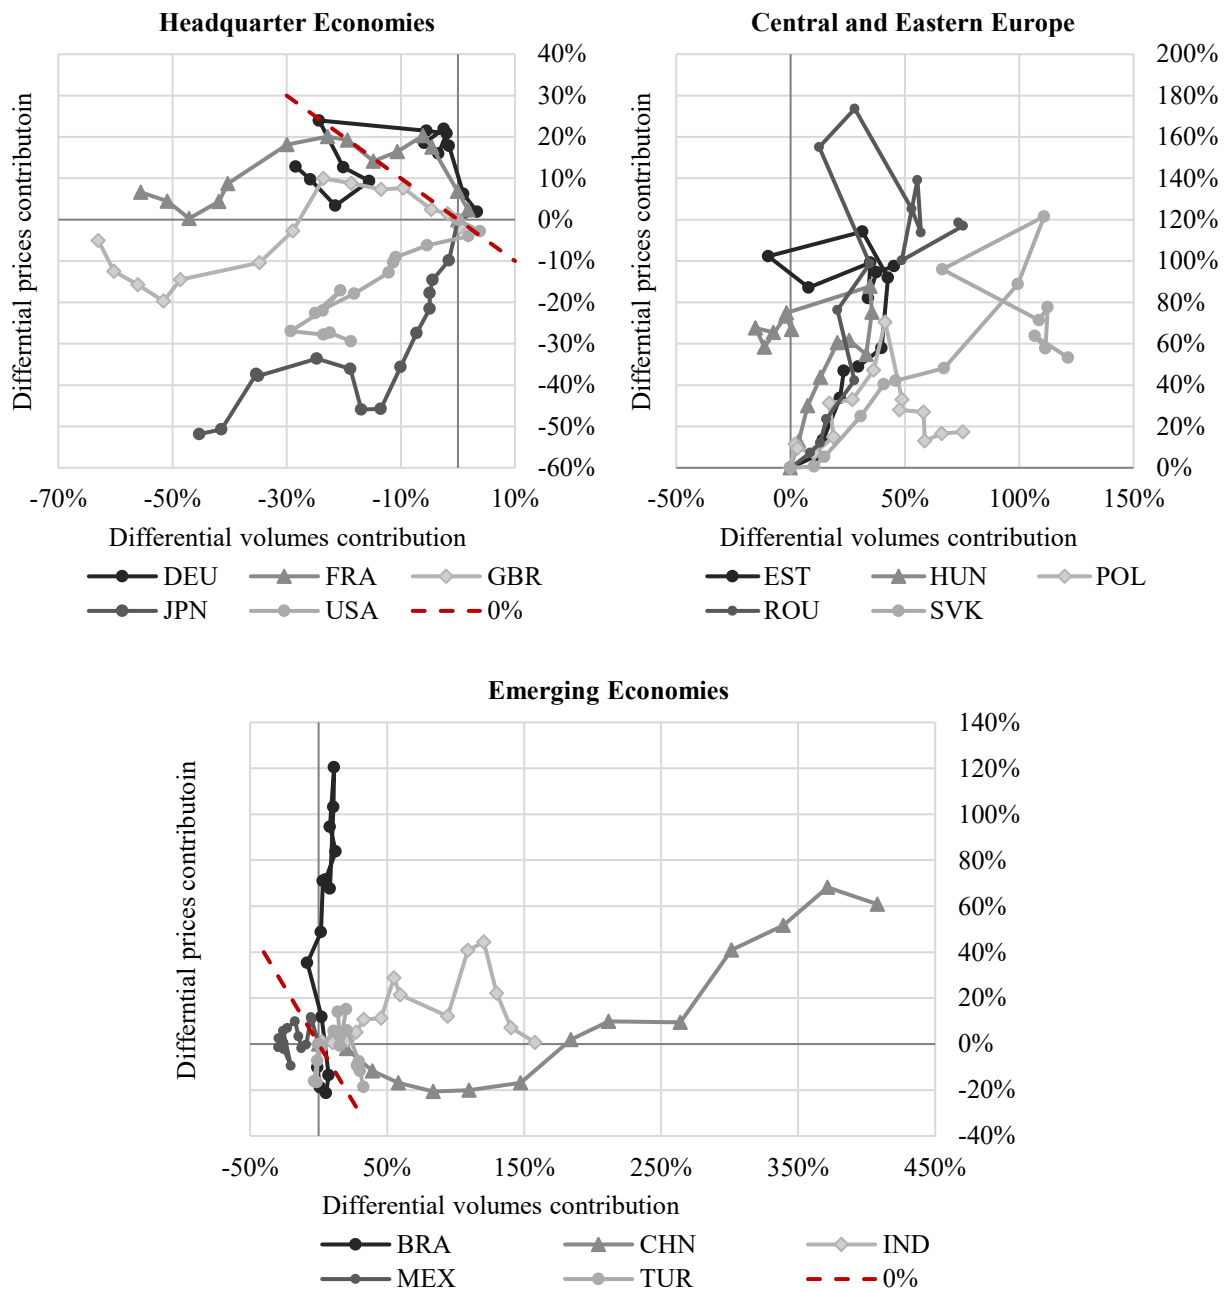 Headquarter Economies
40%
30%
20%
10%
0%
-10%
-20%
-30%
-40%
-50%
-60%
Differntial prices contributoin
-70% -50% -30% -10% 10%
Differential volumes contribution
DEU FRA GBR
JPN USA 0%
Central and Eastern Europe
200%
180%
160%
140%
120%
100%
80%
60%
40%
20%
0%
Differntial prices contributoin
-50% 0% 50% 100% 150%
Differential volumes contribution
EST HUN POL
ROU SVK
Emerging Economies
140%
120%
100%
80%
60%
40%
20%
0%
-20%
-40%
Differntial prices contributoin
-50% 50% 150% 250% 350% 450%
Differential volumes contribution
BRA CHN IND
MEX TUR 0%